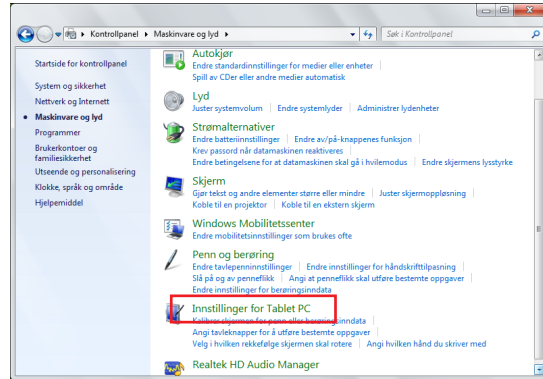 Kontrollpanel Maskinvare og lyd Søk i Kontrollpanel
Startside for kontrollpanel
System og sikkerhet
Nettverk og Internett
Maskinvare og lyd
Programmer
Brukerkontoer og
familiesikkerhet
Utseende og personalisering
Klokke, språk og område
Hjelpemiddel
Autokjør
Endre standardinnstillinger for medier eller enheter
Spill av CDer eller andre medier automatisk
Lyd
Juster systemvolum Endre systemlyder Administrer lydenheter
Strømalternativer
Endre batteriinnstillinger Endre av/på-knappenes funksjon
Krev passord når datamaskinen reaktiveres
Endre betingelsene for at datamaskinen skal gå i hvilemodus Endre skjermens lysstyrke
Skjerm
Gjør tekst og andre elementer større eller mindre Juster skjermoppløsning
Koble til en projektor Koble til en ekstern skjerm
Windows Mobilitetssenter
Endre mobilitetsinnstillinger som brukes ofte
Penn og berøring
Endre tavlepenninnstillinger Endre innstillinger for håndskrifttilpasning
Slå på og av penneflikk Angi at penneflikk skal utføre bestemte oppgaver
Endre innstillinger for berøringsinndata
Innstillinger for Tablet PC
Kalibrer skjermen for penn eller berøringsinndata
Angi tavleknapper for å utføre bestemte oppgaver
Velg i hvilken rekkefølge skjermen skal rotere Angi hvilken hånd du skriver med
Realtek HD Audio Manager